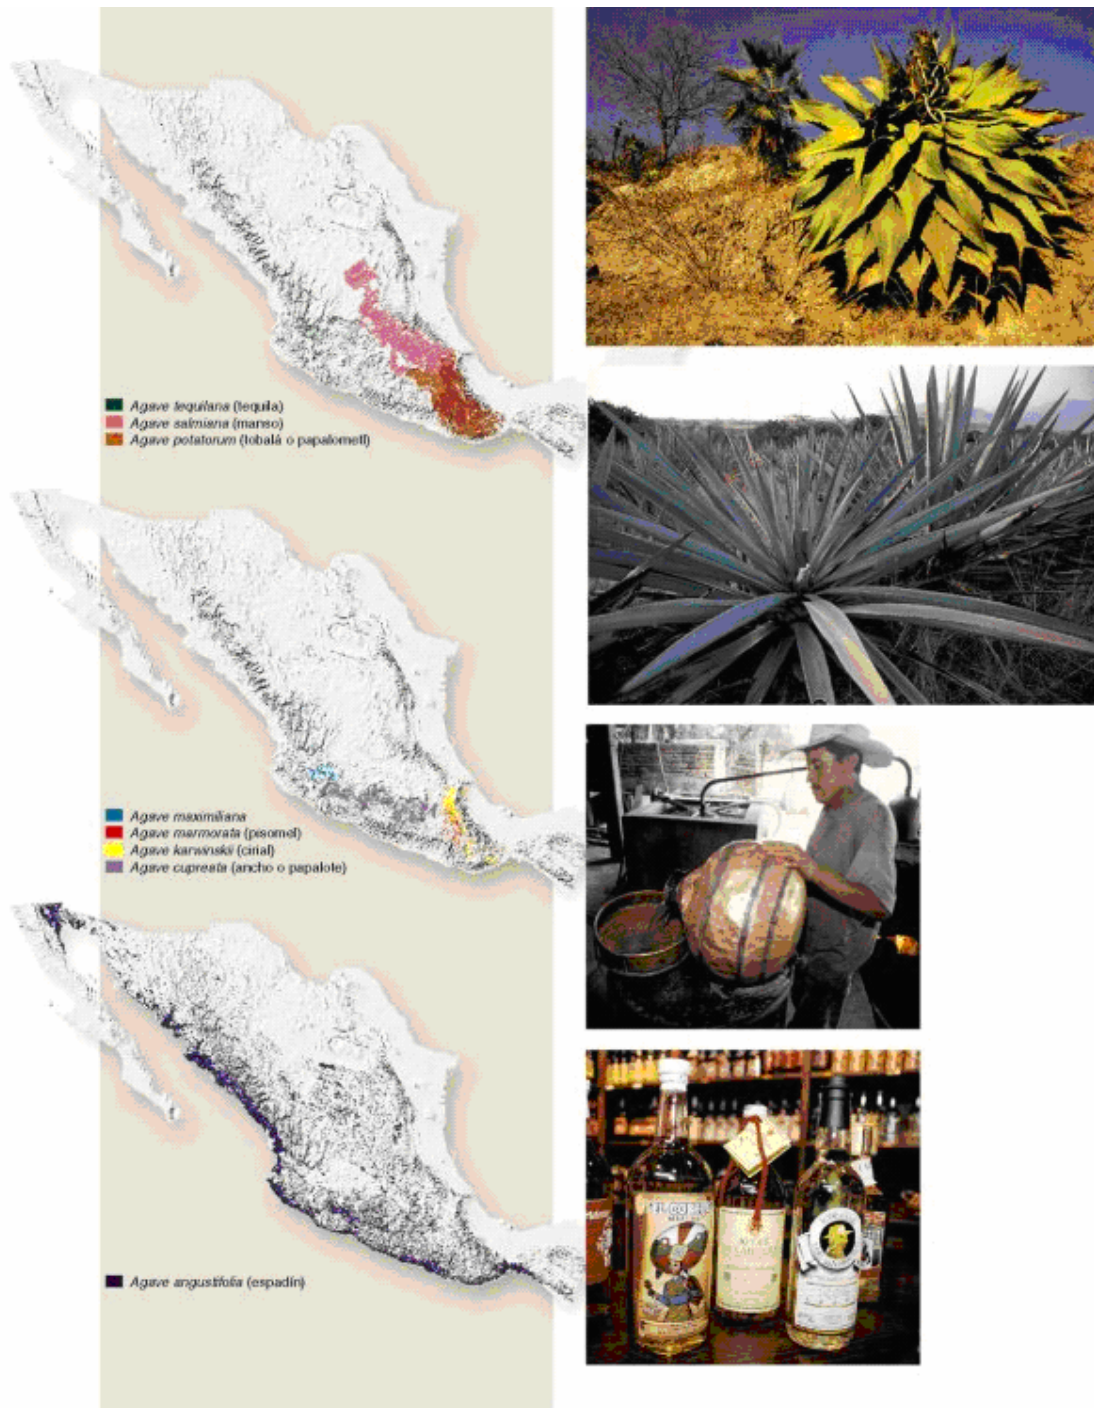 Agave tequilana (tequila)
Agave salmiana (manso)
Agave potatorum (tobalá o papalometl)
Agave maximiliana
Agave marmorata (pisomel)
Agave karwinskii (cirial)
Agave cupreata (ancho o papalote)
Agave angustifolia (espadín)